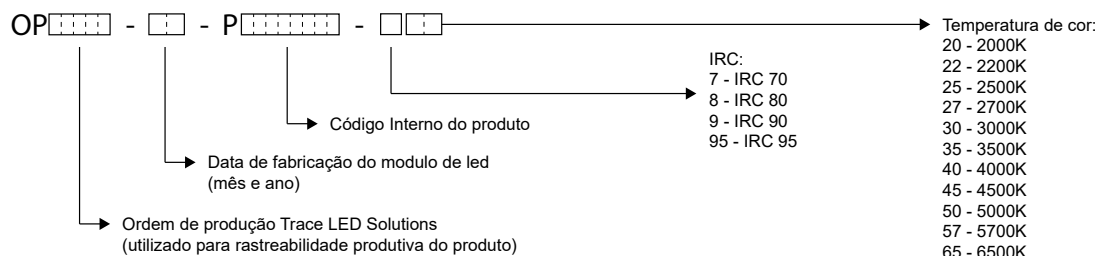 OP - - P -
Temperatura de cor:
20 - 2000K
22 - 2200K
25 - 2500K
27 - 2700K
30 - 3000K
35 - 3500K
40 - 4000K
45 - 4500K
50 - 5000K
57 - 5700K
65 - 6500K
IRC:
7 - IRC 70
8 - IRC 80
9 - IRC 90
95 - IRC 95
Código Interno do produto
Data de fabricação do modulo de led
(mês e ano)
Ordem de produção Trace LED Solutions
(utilizado para rastreabilidade produtiva do produto)